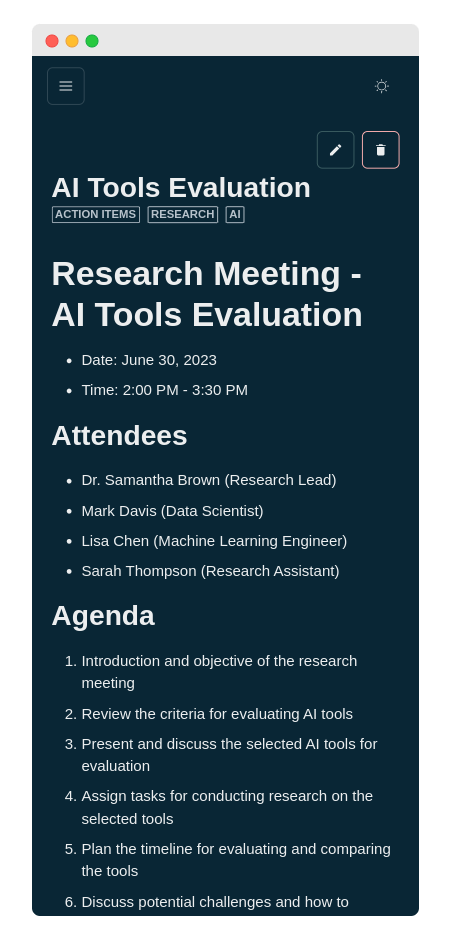 AI Tools Evaluation
ACTION ITEMS RESEARCH AI
Research Meeting -
AI Tools Evaluation
• Date: June 30, 2023
• Time: 2:00 PM - 3:30 PM
Attendees
• Dr. Samantha Brown (Research Lead)
• Mark Davis (Data Scientist)
• Lisa Chen (Machine Learning Engineer)
• Sarah Thompson (Research Assistant)
Agenda
1. Introduction and objective of the research
meeting
2. Review the criteria for evaluating AI tools
3. Present and discuss the selected AI tools for
evaluation
4. Assign tasks for conducting research on the
selected tools
5. Plan the timeline for evaluating and comparing
the tools
6. Discuss potential challenges and how to